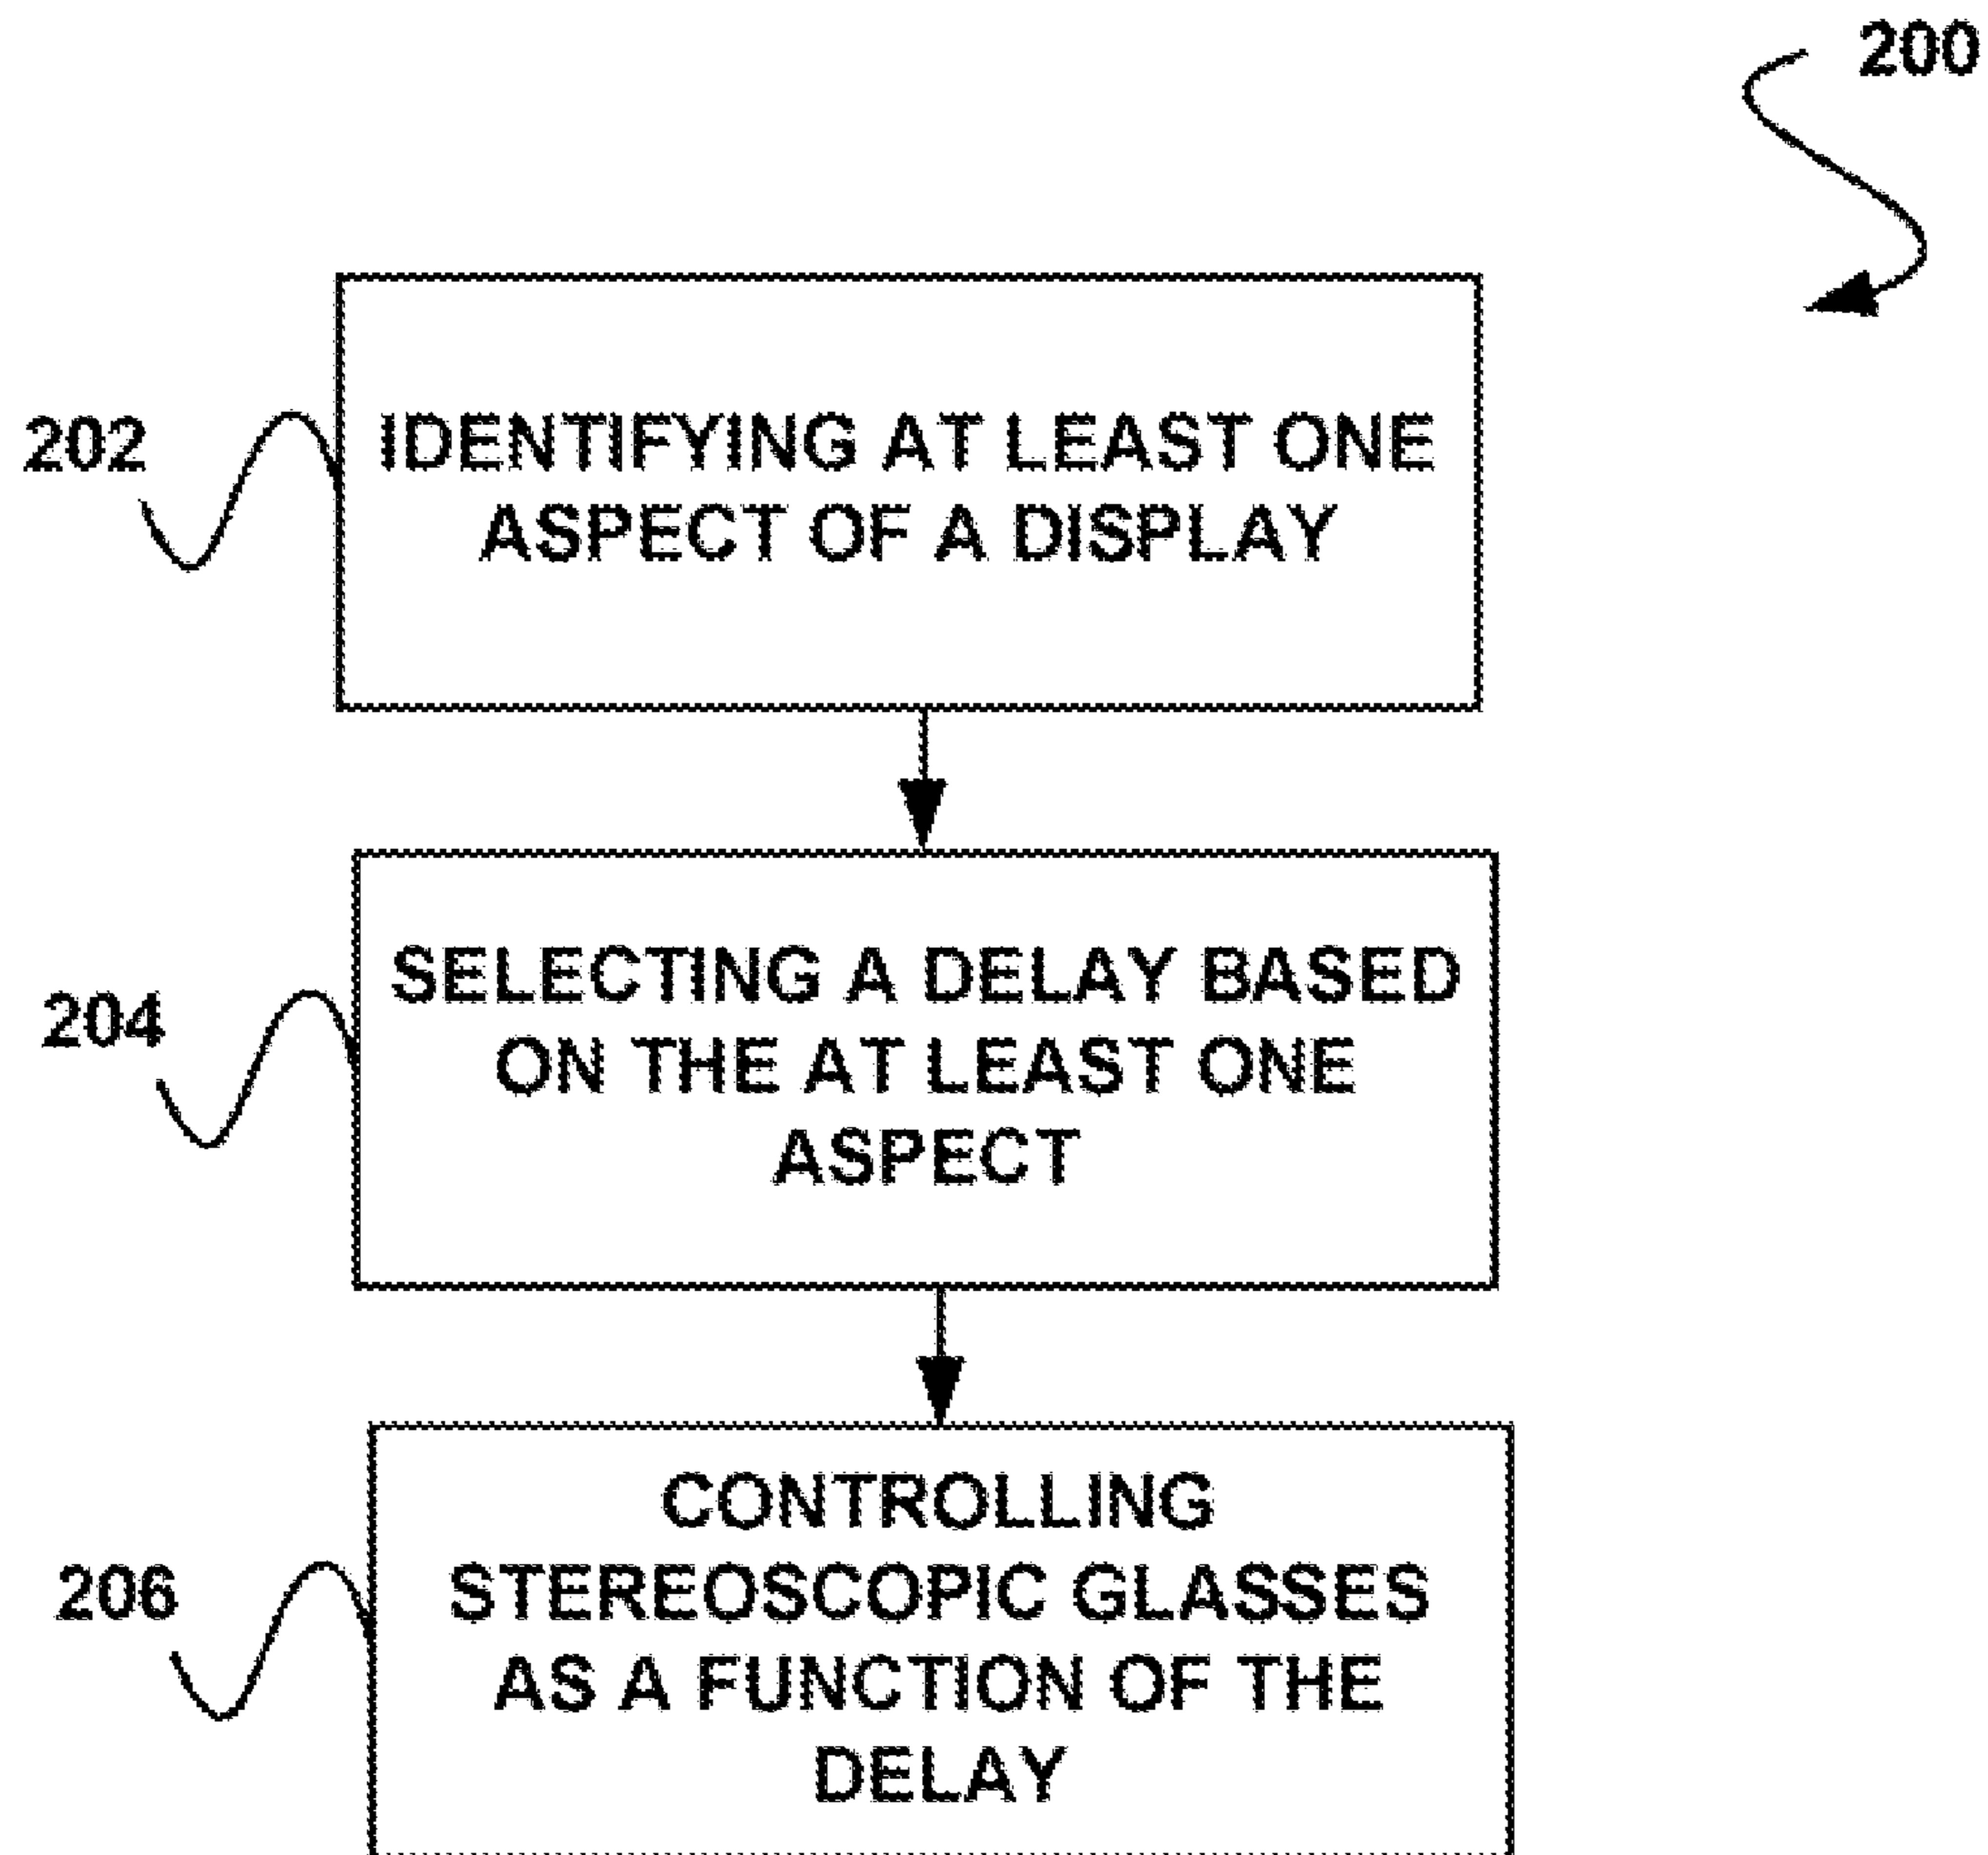 200
202
IDENTIFYING AT LEAST ONE
ASPECT OF A DISPLAY
204
SELECTING A DELAY BASED
ON THE AT LEAST ONE
ASPECT
206
CONTROLLING
STEREOSCOPIC GLASSES
AS A FUNCTION OF THE
DELAY